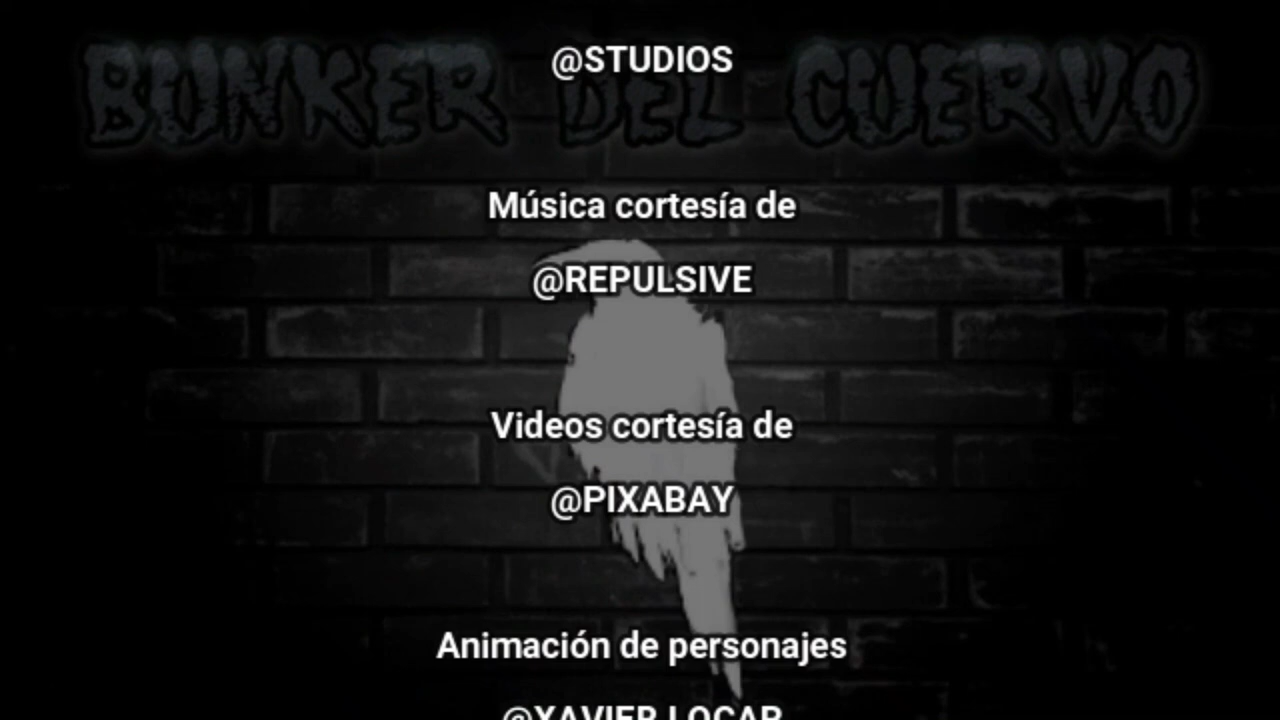 BUNKER DEL CUERVO
@STUDIOS
Música cortesía de
@REPULSIVE
Videos cortesía de
@PIXABAY
Animación de personajes